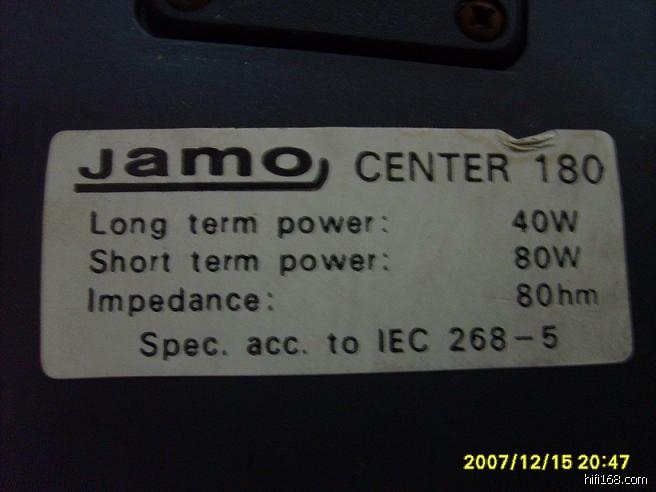 Jamo CENTER 180
Long term power: 40W
Short term power: 80W
Impedance: 8Ohm
Spec. acc. to IEC 268-5
2007/12/15 20:47
hifi168.com